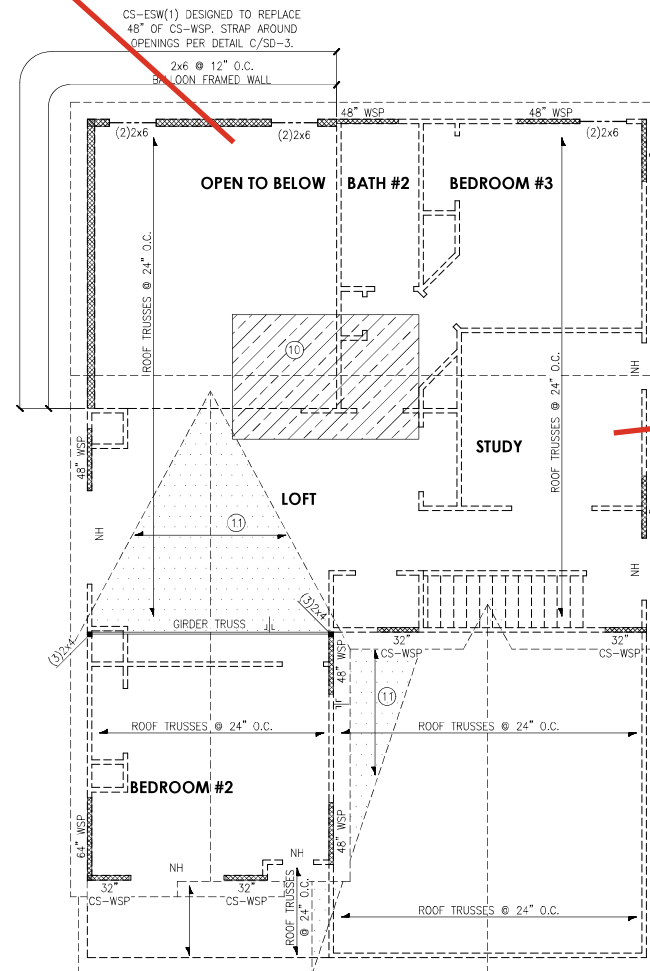 CS-ESW(1) DESIGNED TO REPLACE
48" OF CS-WSP. STRAP AROUND
OPENINGS PER DETAIL C/SD-3.
2x6 @ 12" O.C.
BALLOON FRAMED WALL
48" WSP
48" WSP
(2)2x6
(2)2x6
(2)2x6
OPEN TO BELOW
BATH #2
BEDROOM #3
ROOF TRUSSES @ 24" O.C.
10
NH
ROOF TRUSSES @ 24" O.C.
48" WSP
STUDY
LOFT
11
NH
NH
(3)2x4
GIRDER TRUSS
(3)2x4
32"
CS-WSP
32"
CS-WSP
48" WSP
11
ROOF TRUSSES @ 24" O.C.
ROOF TRUSSES @ 24" O.C.
BEDROOM #2
64" WSP
48" WSP
NH
NH
32"
CS-WSP
32"
CS-WSP
ROOF TRUSSES
@ 24" O.C.
ROOF TRUSSES @ 24" O.C.